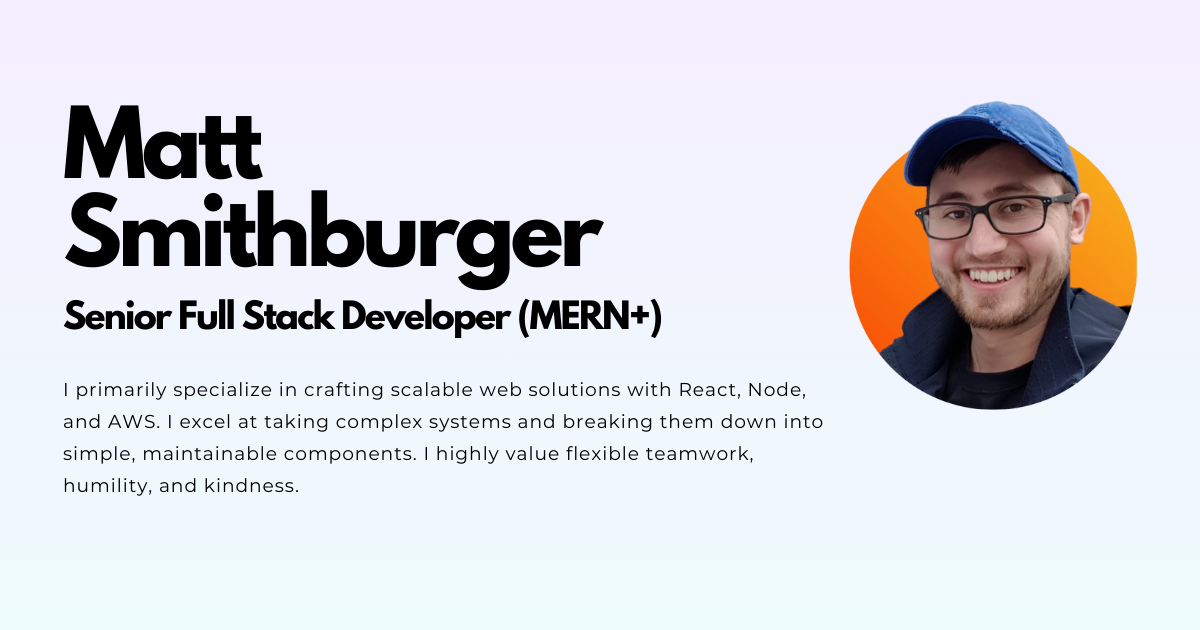 Matt
Smithburger
Senior Full Stack Developer (MERN+)
I primarily specialize in crafting scalable web solutions with React, Node,
and AWS. I excel at taking complex systems and breaking them down into
simple, maintainable components. I highly value flexible teamwork,
humility, and kindness.